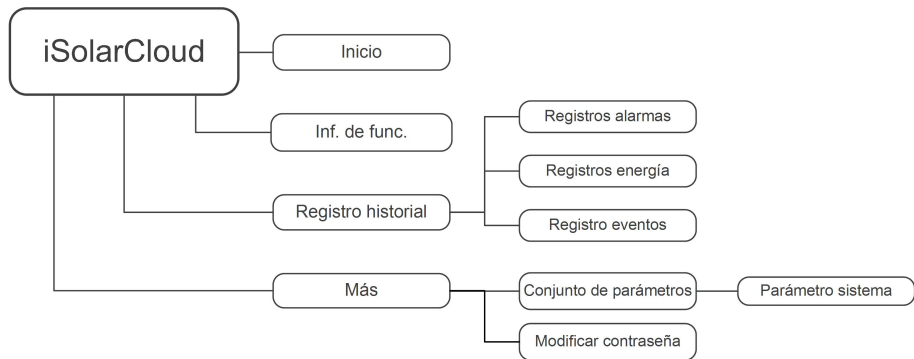 iSolarCloud
Inicio
Inf. de func.
Registro historial
Registros alarmas
Registros energía
Registro eventos
Más
Conjunto de parámetros
Parámetro sistema
Modificar contraseña